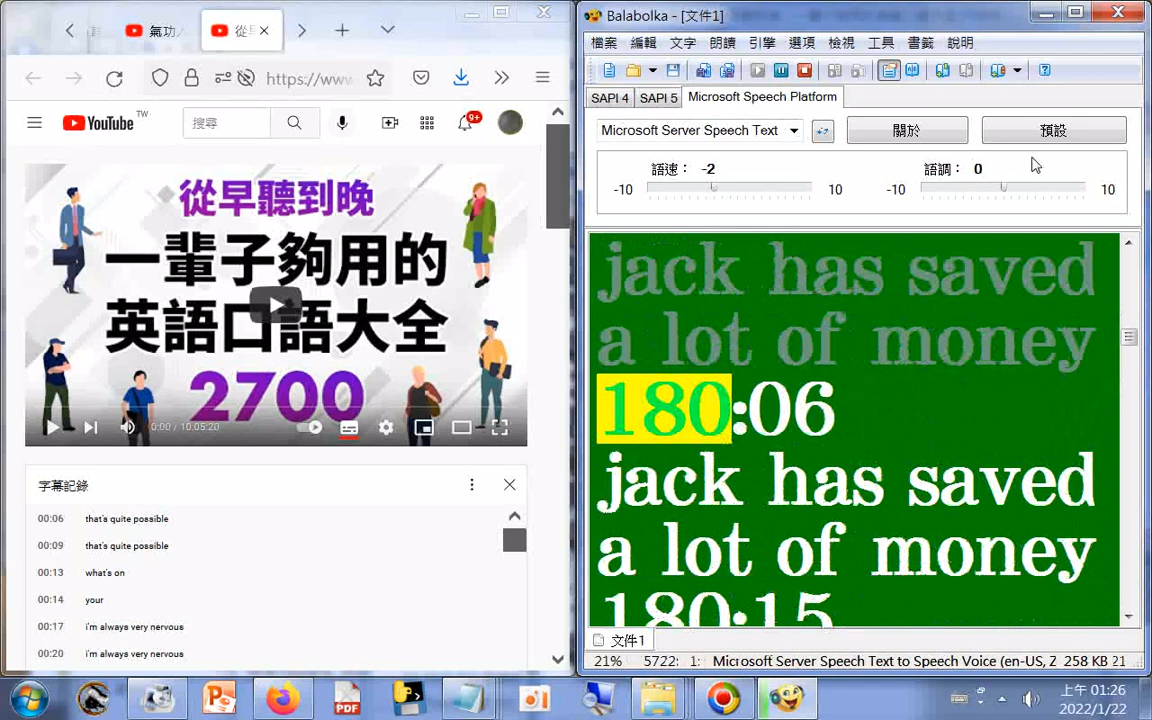 氣功
從
https://www
YouTube TW
搜尋
9+
從早聽到晚
一輩子夠用的
英語口語大全
2700
0:00 / 10:05:20
字幕記錄
00:06 that's quite possible
00:09 that's quite possible
00:13 what's on
00:14 your
00:17 i'm always very nervous
00:20 i'm always very nervous
Balabolka - [文件1]
檔案 編輯 文字 朗讀 引擎 選項 檢視 工具 書籤 說明
SAPI 4 SAPI 5 Microsoft Speech Platform
Microsoft Server Speech Text 關於 預設
語速： -2 語調： 0
-10 10 -10 10
jack has saved
a lot of money
180:06
jack has saved
a lot of money
180:15
文件1
21% 5722: 1: Microsoft Server Speech Text to Speech Voice (en-US, Z 258 KB 21
PDF
上午 01:26
2022/1/22